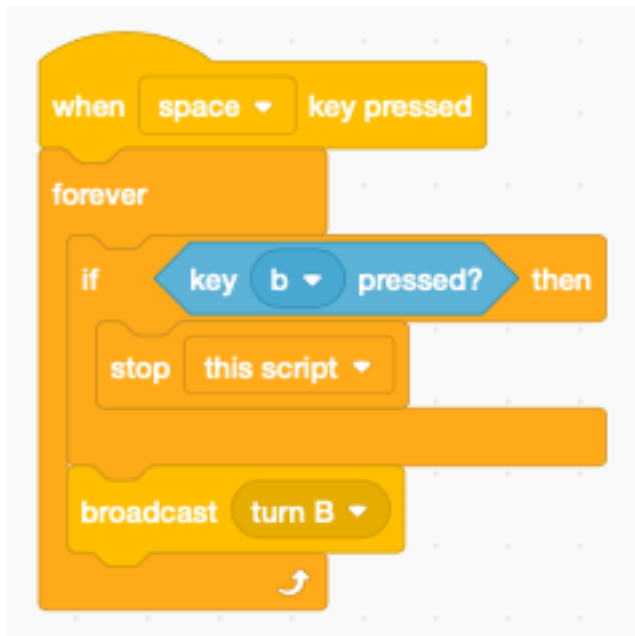 when space key pressed
forever
if key b pressed? then
stop this script
broadcast turn B